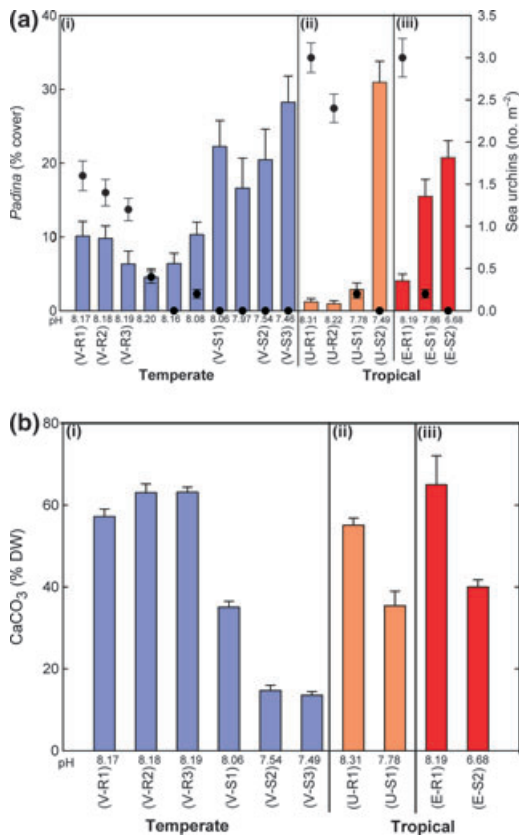 (a) (i) (ii) (iii)
40 3.5
3.0
30
2.5
2.0
20
1.5
1.0
10
0.5
0 0.0
Padina (% cover)
Sea urchins (no. m⁻²)
pH 8.17 8.18 8.19 8.20 8.16 8.08 8.06 7.97 7.54 7.46 8.31 8.22 7.78 7.49 8.19 7.86 6.68
(V-R1) (V-R2) (V-R3) (V-S1) (V-S2) (V-S3) (U-R1) (U-R2) (U-S1) (U-S2) (E-R1) (E-S1) (E-S2)
Temperate Tropical
(b) (i) (ii) (iii)
80
60
40
20
0
CaCO₃ (% DW)
pH 8.17 8.18 8.19 8.06 7.54 7.49 8.31 7.78 8.19 6.68
(V-R1) (V-R2) (V-R3) (V-S1) (V-S2) (V-S3) (U-R1) (U-S1) (E-R1) (E-S2)
Temperate Tropical